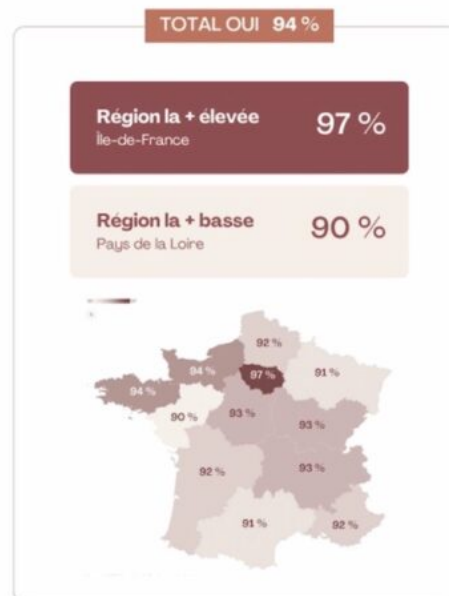 TOTAL OUI 94 %
Région la + élevée 97 %
Île-de-France
Région la + basse 90 %
Pays de la Loire
92 %
94 %
97 %
91 %
94 %
90 %
93 %
93 %
92 %
93 %
91 %
92 %